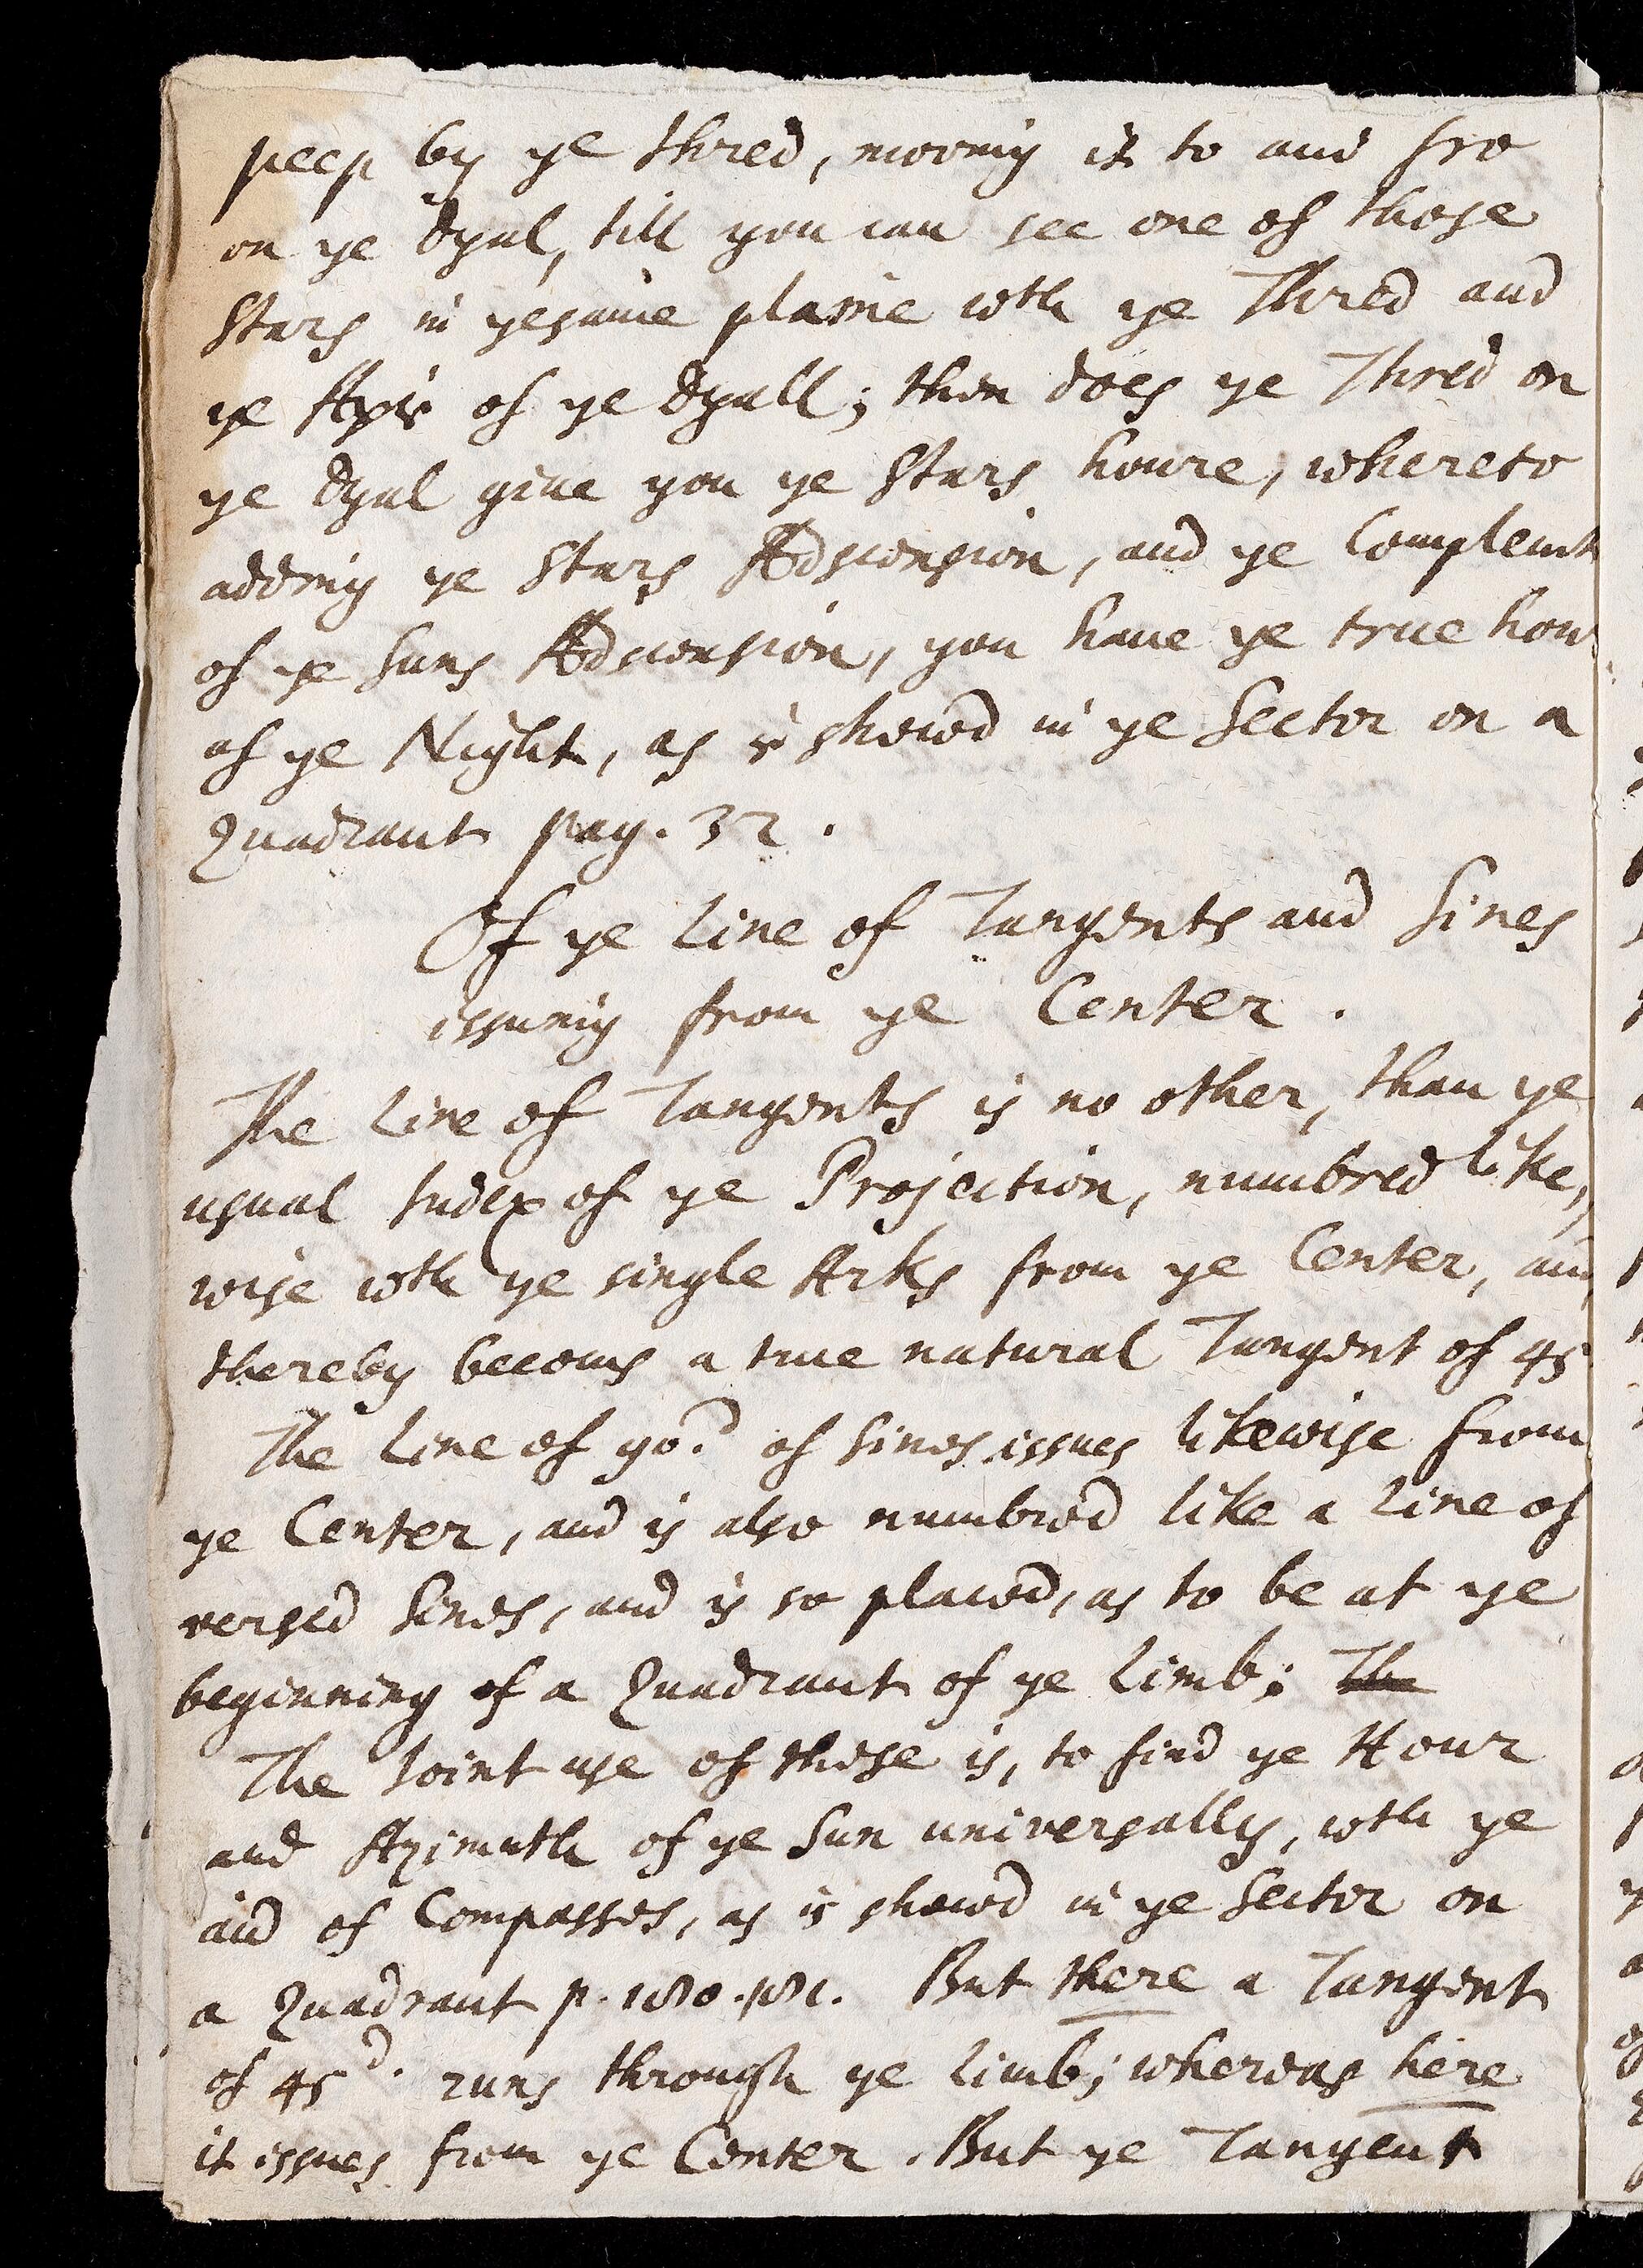 peep by ye thred, moving it to and fro
on ye dyal, till you can see one of those
Stars in ye same plaine wth ye Thred and
ye Axis of ye dyall; then does ye Thred on
ye dyal give you ye Stars houre, whereto
adding ye Stars Adscension, and ye Complemt
of ye Suns Adscension, you have ye true hour
of ye Night, as is shewd in ye Sector on a
Quadrant pag. 32.
Of ye Line of Tangents and Sines
issuing from ye Center.
The Line of Tangents is no other, than ye
usual Index of ye Projection, numbred like,
wise wth ye single Arks from ye Center, and
thereby becoms a true natural Tangent of 45
The Line of 90.d of Sines issues likewise from
ye Center, and is also numbred like a Line of
versed Sines, and is so placed, as to be at ye
beginning of a Quadrant of ye Limb; The
The Joint use of these is, to find ye Hour
and Azimuth of ye Sun universally, wth ye
aid of Compasses, as is shewd in ye Sector on
a Quadrant p. 180.181. But there a Tangent
of 45d. runs through ye limb; whereas here
it issues from ye Center. But ye Tangent